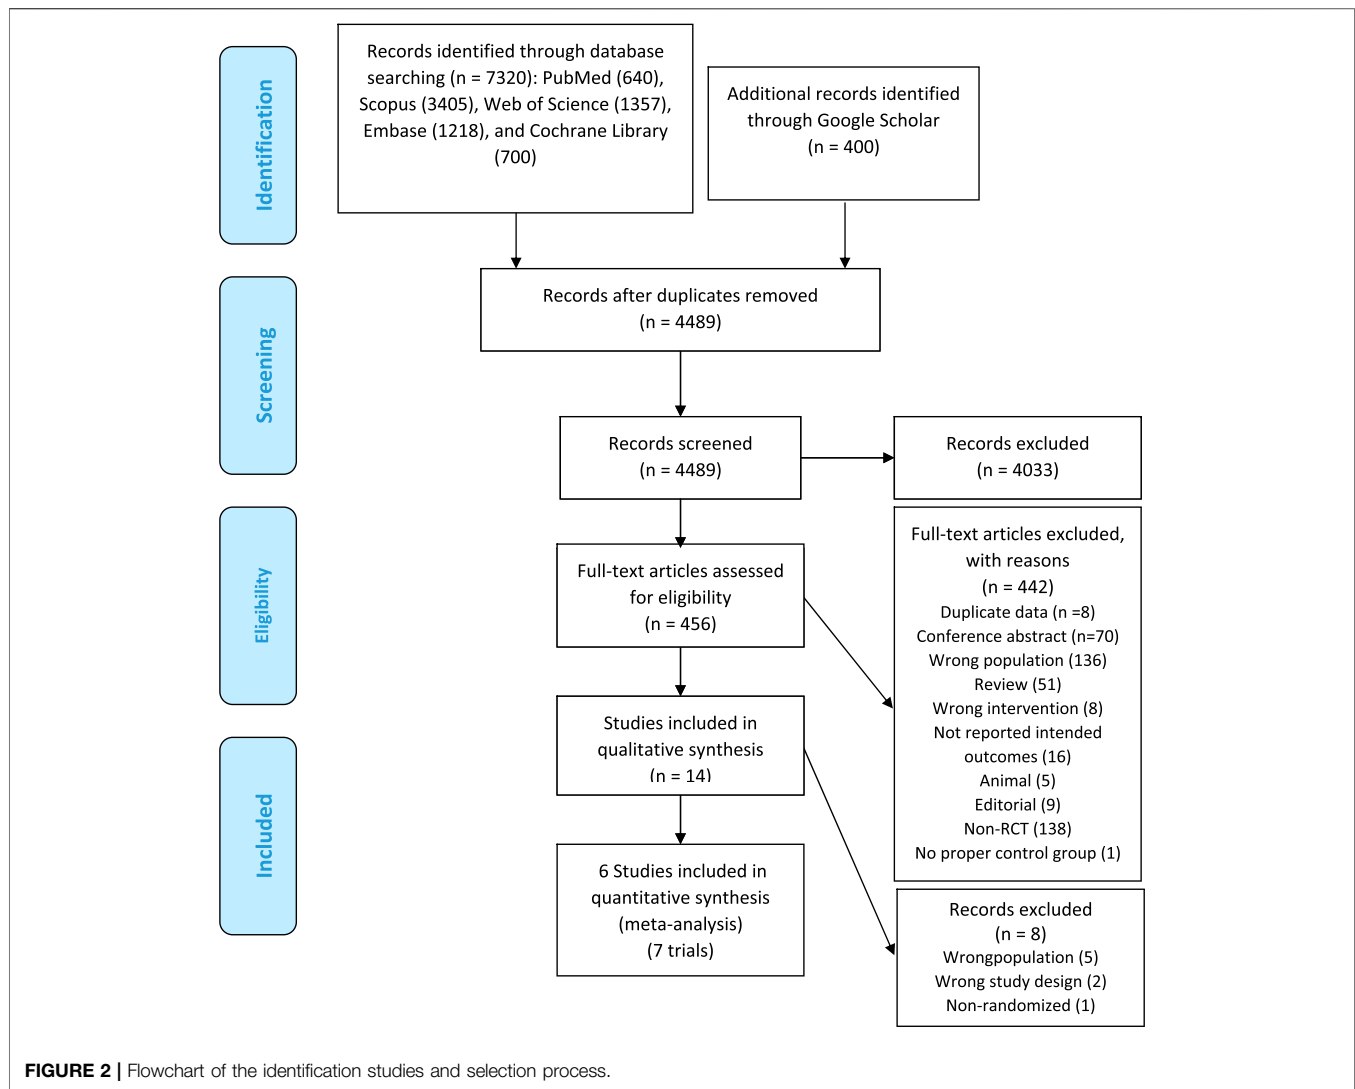 Identification
Records identified through database
searching (n = 7320): PubMed (640),
Scopus (3405), Web of Science (1357),
Embase (1218), and Cochrane Library
(700)
Additional records identified
through Google Scholar
(n = 400)
Screening
Records after duplicates removed
(n = 4489)
Records screened
(n = 4489)
Records excluded
(n = 4033)
Eligibility
Full-text articles assessed
for eligibility
(n = 456)
Full-text articles excluded,
with reasons
(n = 442)
Duplicate data (n =8)
Conference abstract (n=70)
Wrong population (136)
Review (51)
Wrong intervention (8)
Not reported intended
outcomes (16)
Animal (5)
Editorial (9)
Non-RCT (138)
No proper control group (1)
Studies included in
qualitative synthesis
(n = 14)
Included
6 Studies included in
quantitative synthesis
(meta-analysis)
(7 trials)
Records excluded
(n = 8)
Wrongpopulation (5)
Wrong study design (2)
Non-randomized (1)
FIGURE 2 | Flowchart of the identification studies and selection process.